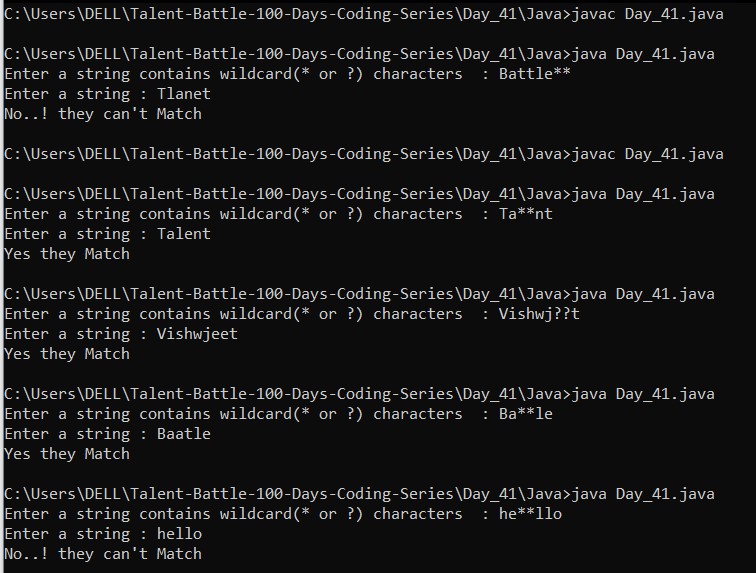 C:\Users\DELL\Talent-Battle-100-Days-Coding-Series\Day_41\Java>javac Day_41.java
C:\Users\DELL\Talent-Battle-100-Days-Coding-Series\Day_41\Java>java Day_41.java
Enter a string contains wildcard(* or ?) characters  : Battle**
Enter a string : Tlanet
No..! they can't Match
C:\Users\DELL\Talent-Battle-100-Days-Coding-Series\Day_41\Java>javac Day_41.java
C:\Users\DELL\Talent-Battle-100-Days-Coding-Series\Day_41\Java>java Day_41.java
Enter a string contains wildcard(* or ?) characters  : Ta**nt
Enter a string : Talent
Yes they Match
C:\Users\DELL\Talent-Battle-100-Days-Coding-Series\Day_41\Java>java Day_41.java
Enter a string contains wildcard(* or ?) characters  : Vishwj??t
Enter a string : Vishwjeet
Yes they Match
C:\Users\DELL\Talent-Battle-100-Days-Coding-Series\Day_41\Java>java Day_41.java
Enter a string contains wildcard(* or ?) characters  : Ba**le
Enter a string : Baatle
Yes they Match
C:\Users\DELL\Talent-Battle-100-Days-Coding-Series\Day_41\Java>java Day_41.java
Enter a string contains wildcard(* or ?) characters  : he**llo
Enter a string : hello
No..! they can't Match